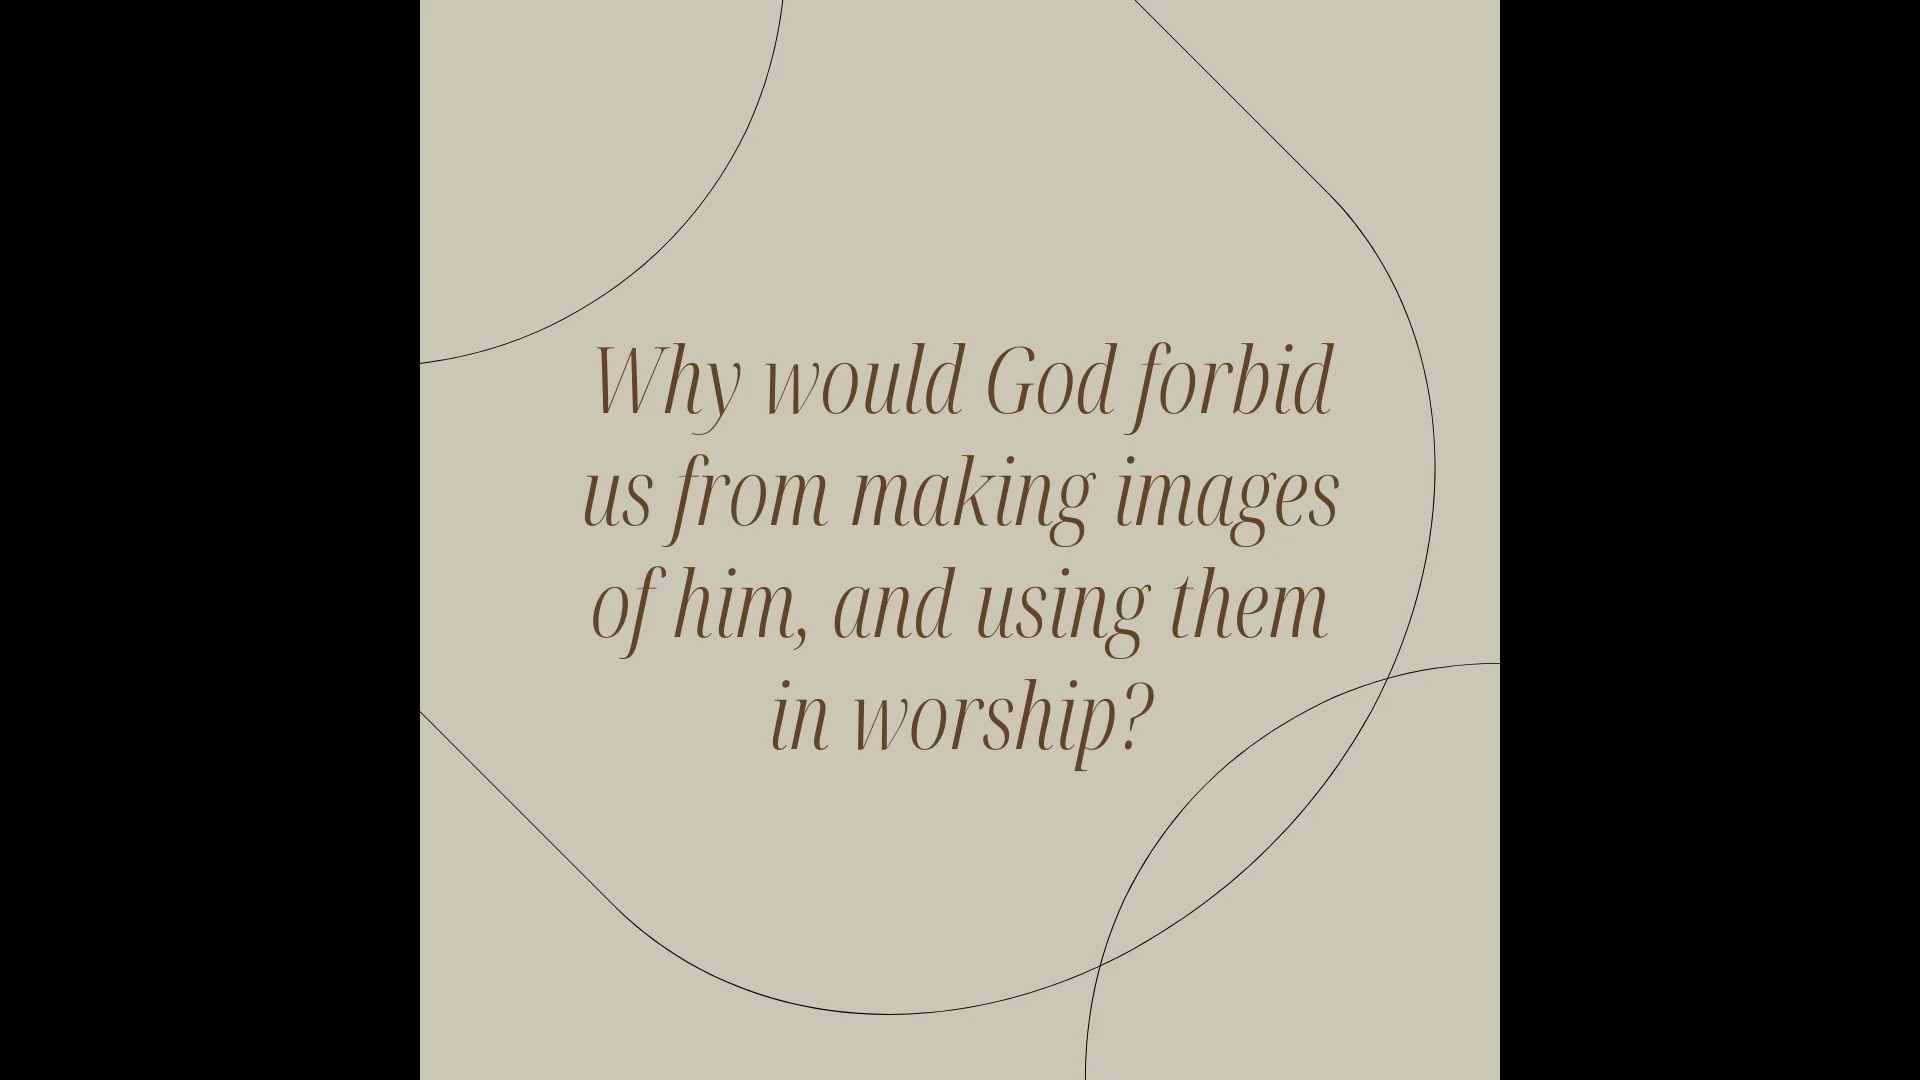 Why would God forbid
us from making images
of him, and using them
in worship?